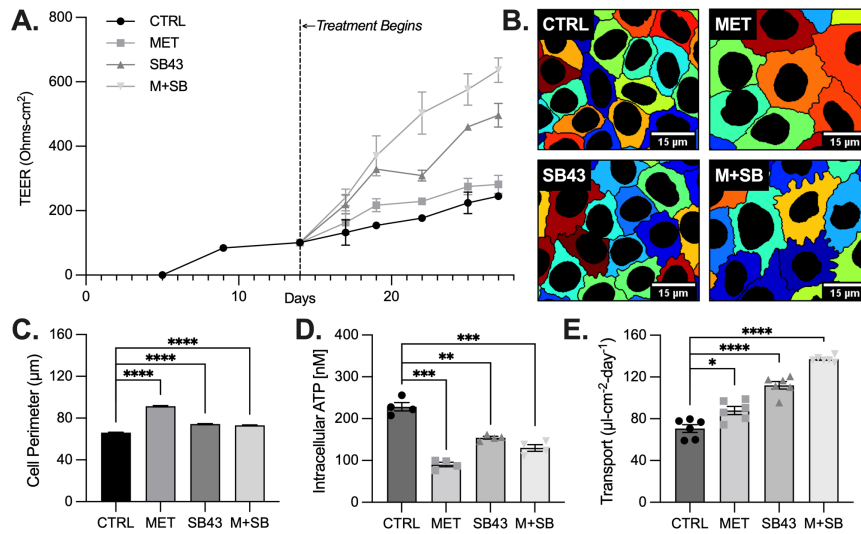 A.
TEER (Ohms-cm²)
800
600
400
200
0
0
10
20
Days
CTRL
MET
SB43
M+SB
←Treatment Begins
B.
CTRL
15 µm
MET
15 µm
SB43
15 µm
M+SB
15 µm
C.
Cell Perimeter (µm)
160
120
80
40
0
****
****
****
CTRL
MET
SB43
M+SB
D.
Intracellular ATP [nM]
400
300
200
100
0
***
**
***
CTRL
MET
SB43
M+SB
E.
Transport (µl-cm⁻²-day⁻¹)
160
120
80
40
0
****
****
*
CTRL
MET
SB43
M+SB